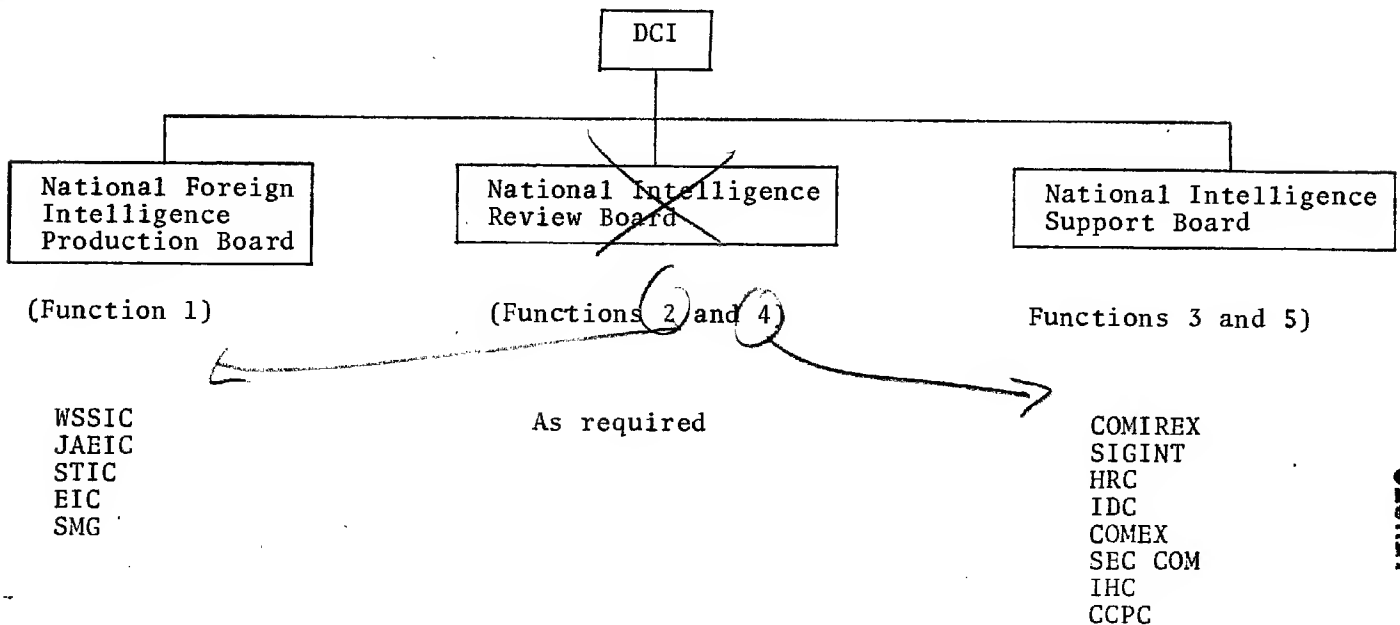 DCI
National Foreign
Intelligence
Production Board
National Intelligence
Review Board
National Intelligence
Support Board
(Function 1)
(Functions 2 and 4)
Functions 3 and 5)
WSSIC
JAEIC
STIC
EIC
SMG
As required
COMIREX
SIGINT
HRC
IDC
COMEX
SEC COM
IHC
CCPC